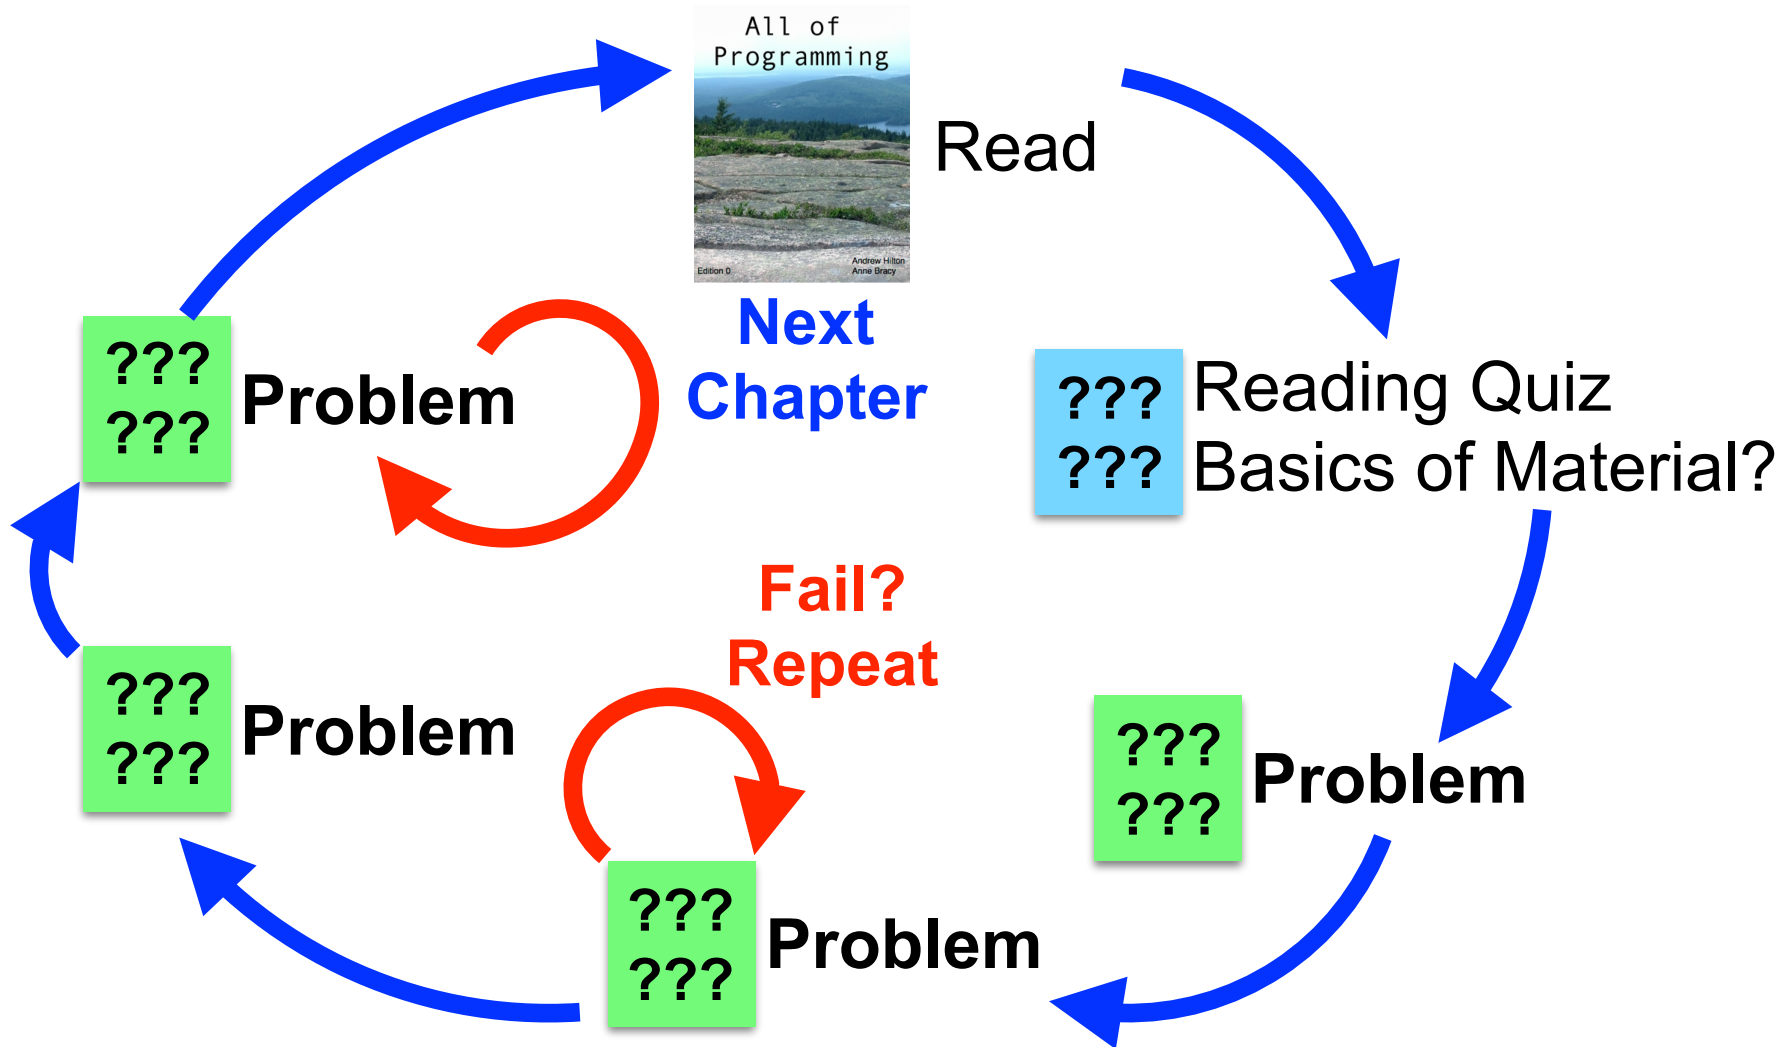 All of
Programming
Edition 0
Andrew Hilton
Anne Bracy
Read
Next
Chapter
???
???
Reading Quiz
Basics of Material?
???
???
Problem
???
???
Problem
???
???
Problem
???
???
Problem
Fail?
Repeat